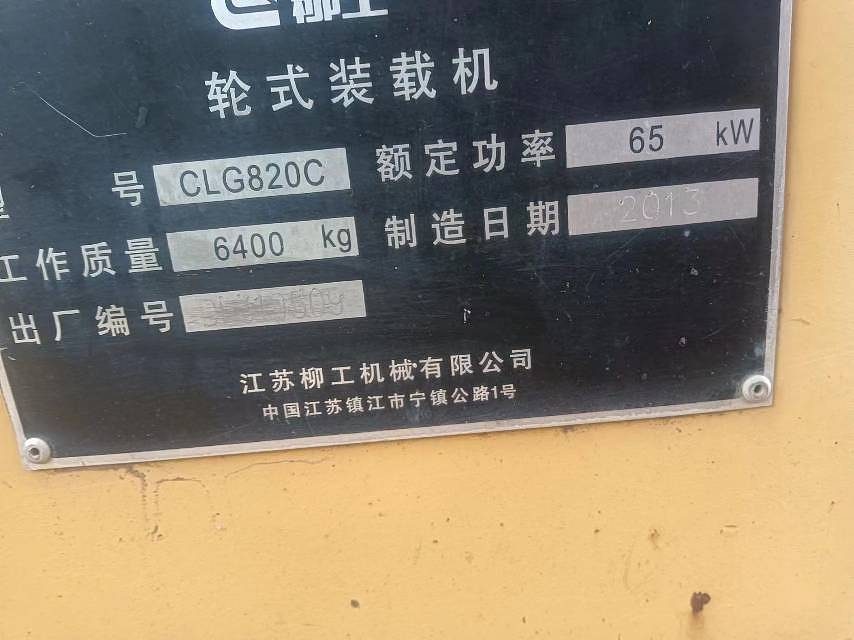 柳工
轮式装载机
型号 CLG820C 额定功率 65 kW
工作质量 6400 kg 制造日期 2013
出厂编号
江苏柳工机械有限公司
中国江苏镇江市宁镇公路1号